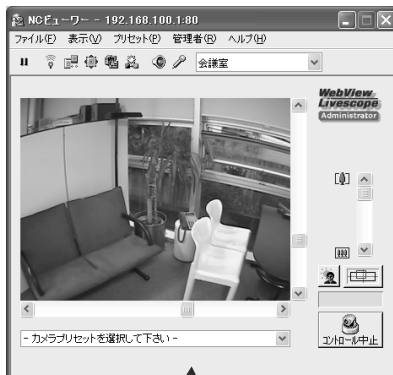 NCビューワー - 192.168.100.1:80
ファイル(F) 表示(V) プリセット(P) 管理者(R) ヘルプ(H)
会議室
WebView
Livescope
Administrator
- カメラプリセットを選択して下さい -
コントロール中止